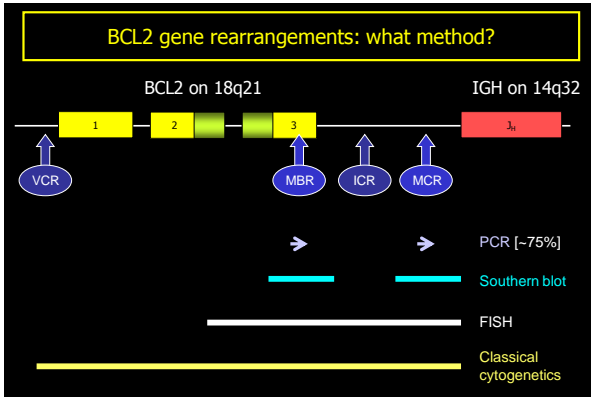 BCL2 gene rearrangements: what method?
BCL2 on 18q21
IGH on 14q32
1
2
3
JH
VCR
MBR
ICR
MCR
PCR [~75%]
Southern blot
FISH
Classical
cytogenetics